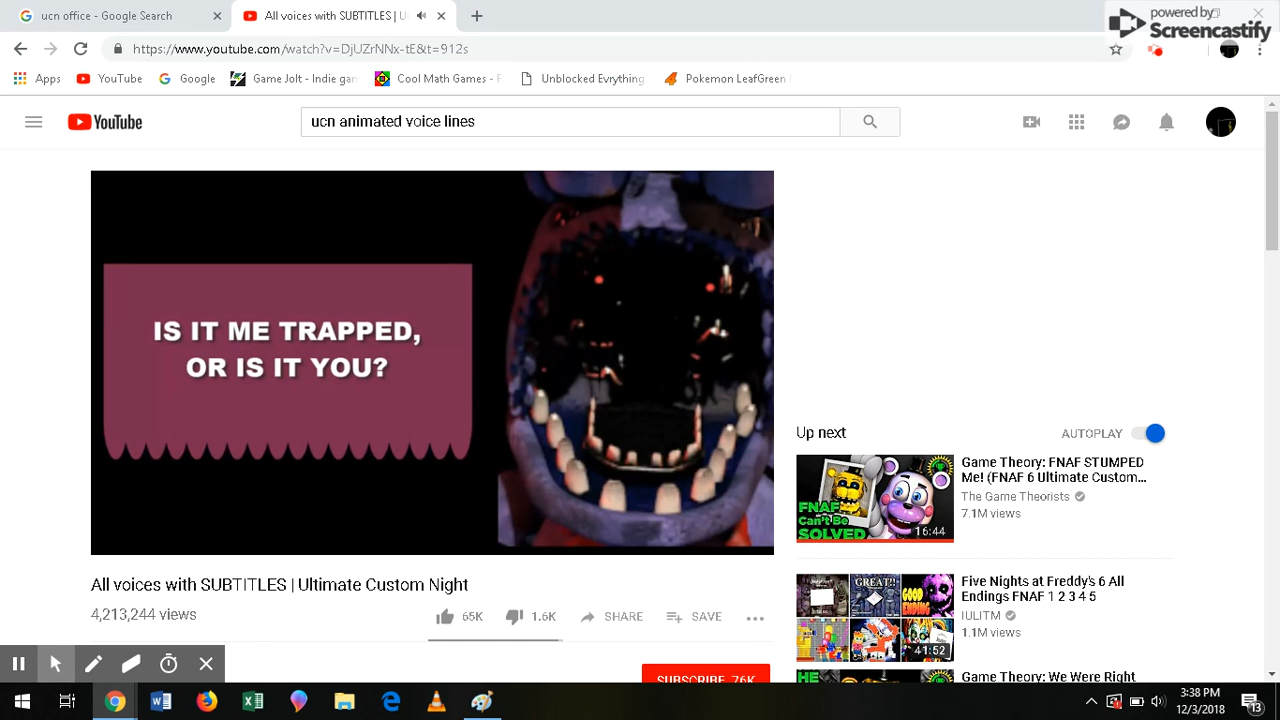 ucn office - Google Search
All voices with SUBTITLES | U
powered by
Screencastify
https://www.youtube.com/watch?v=DjUZrNNx-tE&t=912s
Apps
YouTube
Google
Game Jolt - Indie gan
Cool Math Games - F
Unblocked Evrything
Pokemon LeafGreen
YouTube
ucn animated voice lines
IS IT ME TRAPPED,
OR IS IT YOU?
Up next
AUTOPLAY
FNAF
Can't Be
SOLVED
16:44
Game Theory: FNAF STUMPED
Me! (FNAF 6 Ultimate Custom...
The Game Theorists
7.1M views
All voices with SUBTITLES | Ultimate Custom Night
4,213,244 views
65K
1.6K
SHARE
SAVE
GREAT!!
GOOD
ENDING
41:52
Five Nights at Freddy's 6 All
Endings FNAF 1 2 3 4 5
IULITM
1.1M views
SUBSCRIBE 76K
HE
Game Theory: We Were Right
3:38 PM
12/3/2018
13